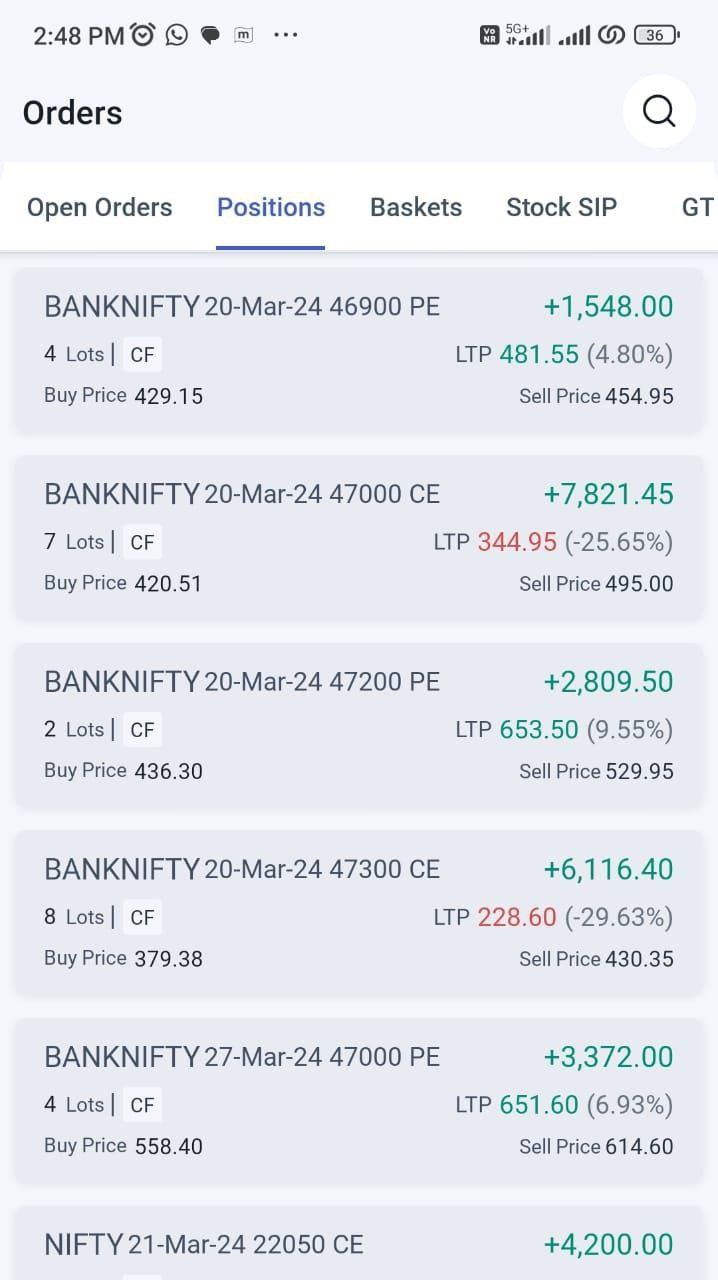 2:48 PM m ... Vo NR 5G+ 36
Orders
Open Orders Positions Baskets Stock SIP GT
BANKNIFTY 20-Mar-24 46900 PE +1,548.00
4 Lots | CF LTP 481.55 (4.80%)
Buy Price 429.15 Sell Price 454.95
BANKNIFTY 20-Mar-24 47000 CE +7,821.45
7 Lots | CF LTP 344.95 (-25.65%)
Buy Price 420.51 Sell Price 495.00
BANKNIFTY 20-Mar-24 47200 PE +2,809.50
2 Lots | CF LTP 653.50 (9.55%)
Buy Price 436.30 Sell Price 529.95
BANKNIFTY 20-Mar-24 47300 CE +6,116.40
8 Lots | CF LTP 228.60 (-29.63%)
Buy Price 379.38 Sell Price 430.35
BANKNIFTY 27-Mar-24 47000 PE +3,372.00
4 Lots | CF LTP 651.60 (6.93%)
Buy Price 558.40 Sell Price 614.60
NIFTY 21-Mar-24 22050 CE +4,200.00